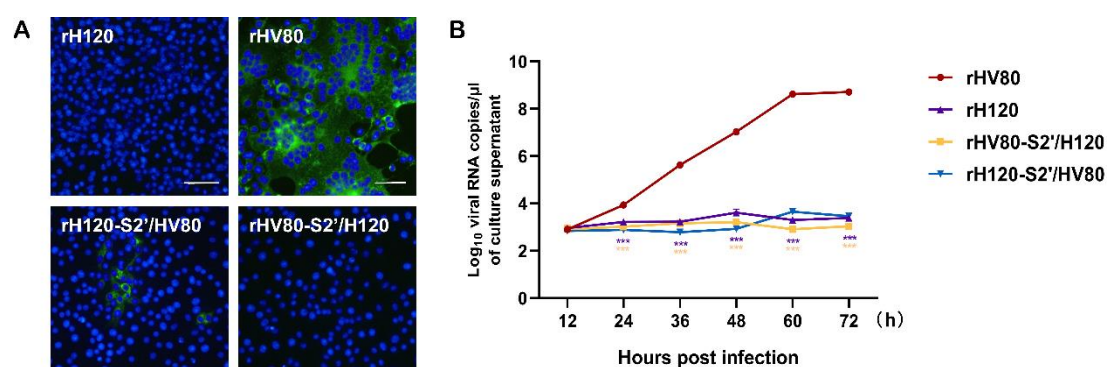 A
rH120
rHV80
rH120-S2’/HV80
rHV80-S2’/H120
B
Log10 viral RNA copies/μl
of culture supernatant
10
8
6
4
2
0
*** *** *** *** ***
*** *** *** *** ***
12 24 36 48 60 72 (h)
Hours post infection
rHV80
rH120
rHV80-S2'/H120
rH120-S2'/HV80